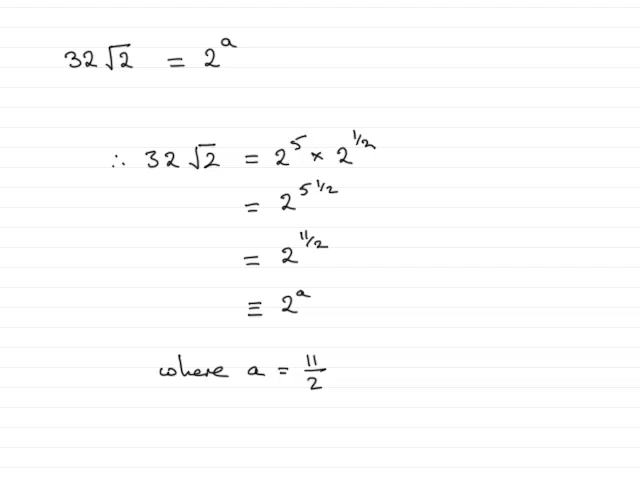 32√2 = 2^a
∴ 32√2 = 2^5 × 2^1/2
= 2^5 1/2
= 2^11/2
≡ 2^a
where a = 11/2